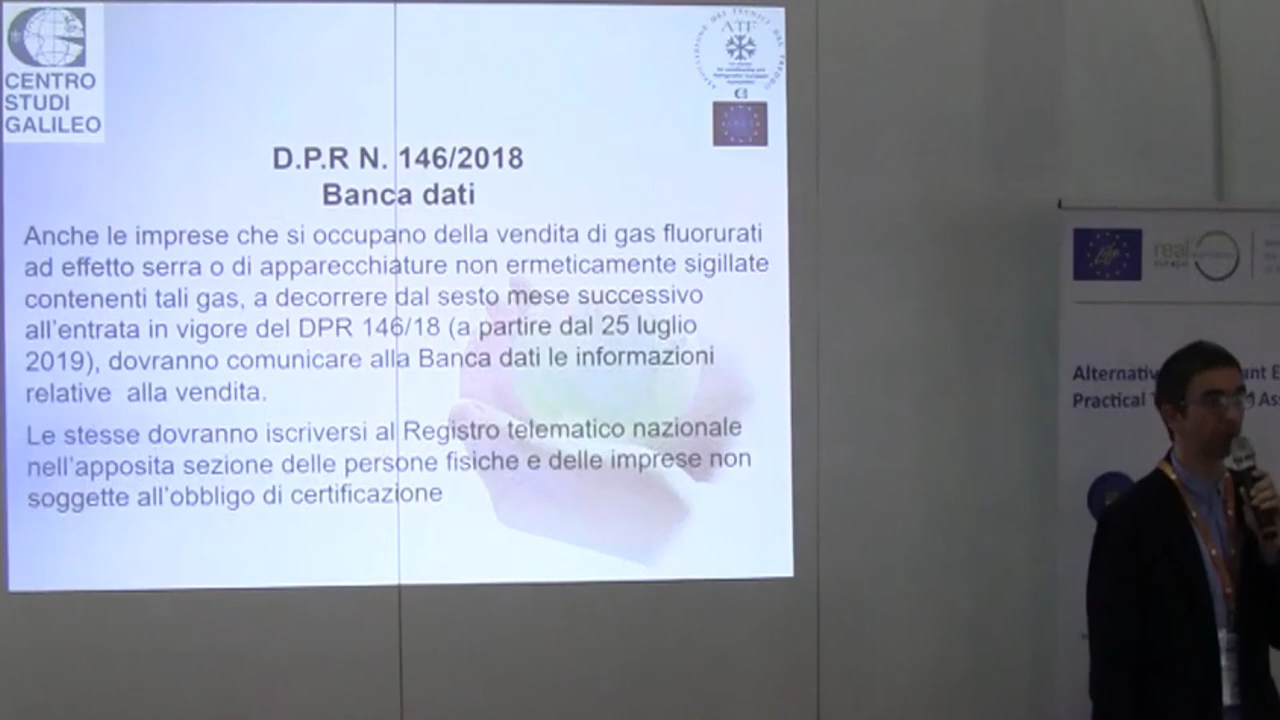 CENTRO
STUDI
GALILEO
ATF
D.P.R N. 146/2018
Banca dati
Anche le imprese che si occupano della vendita di gas fluorurati
ad effetto serra o di apparecchiature non ermeticamente sigillate
contenenti tali gas, a decorrere dal sesto mese successivo
all'entrata in vigore del DPR 146/18 (a partire dal 25 luglio
2019), dovranno comunicare alla Banca dati le informazioni
relative alla vendita.
Le stesse dovranno iscriversi al Registro telematico nazionale
nell'apposita sezione delle persone fisiche e delle imprese non
soggette all'obbligo di certificazione
real
europe
Practical